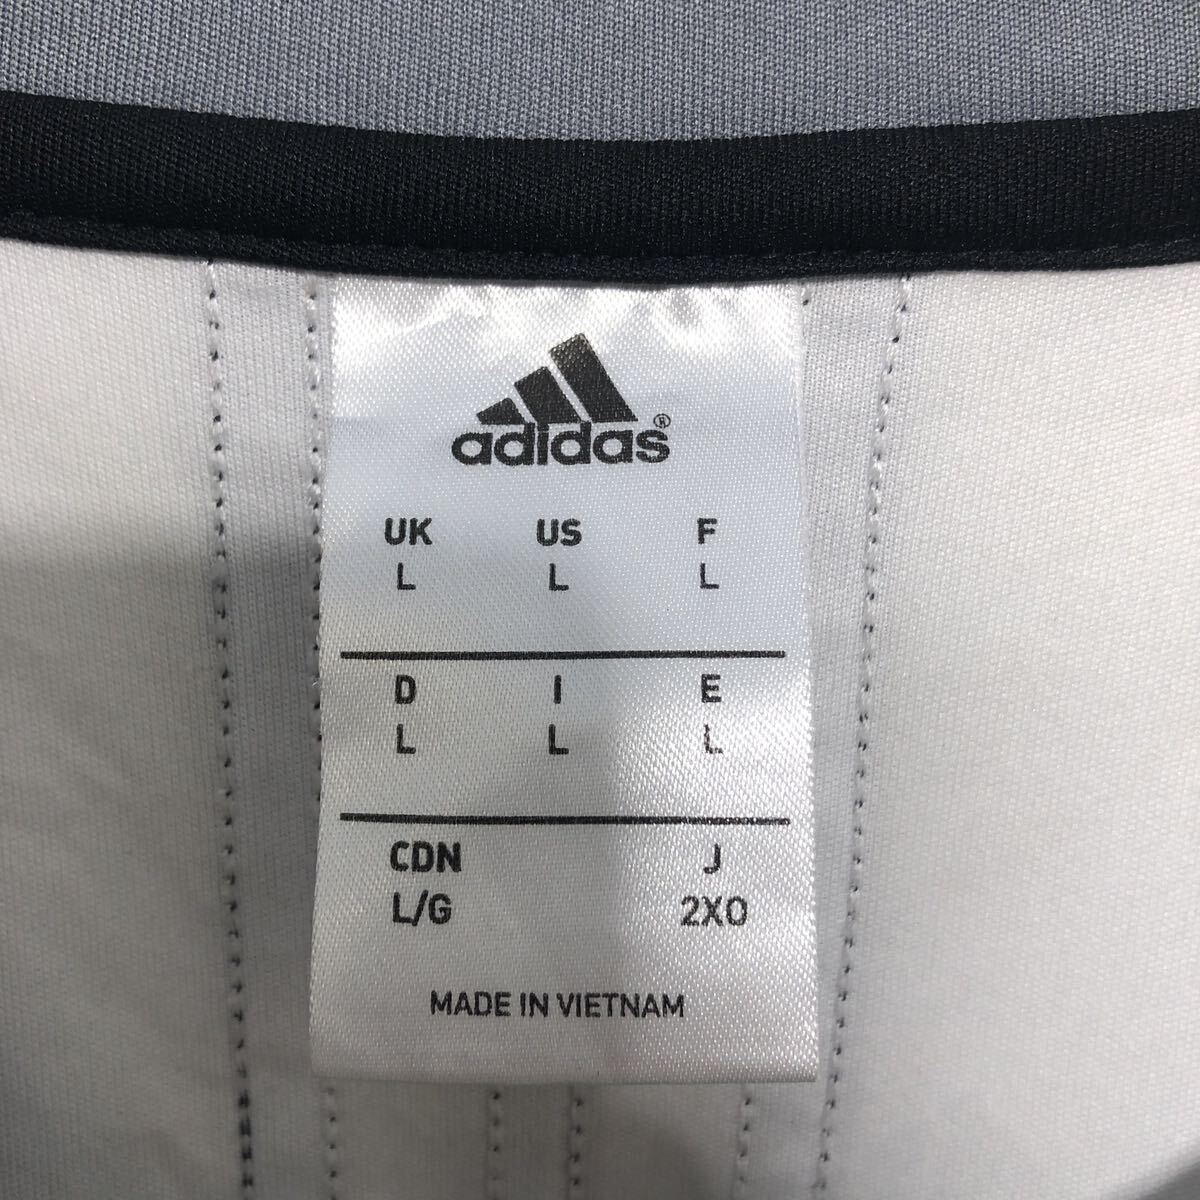 adidas®
UK US F
L L L
D I E
L L L
CDN J
L/G 2XO
MADE IN VIETNAM